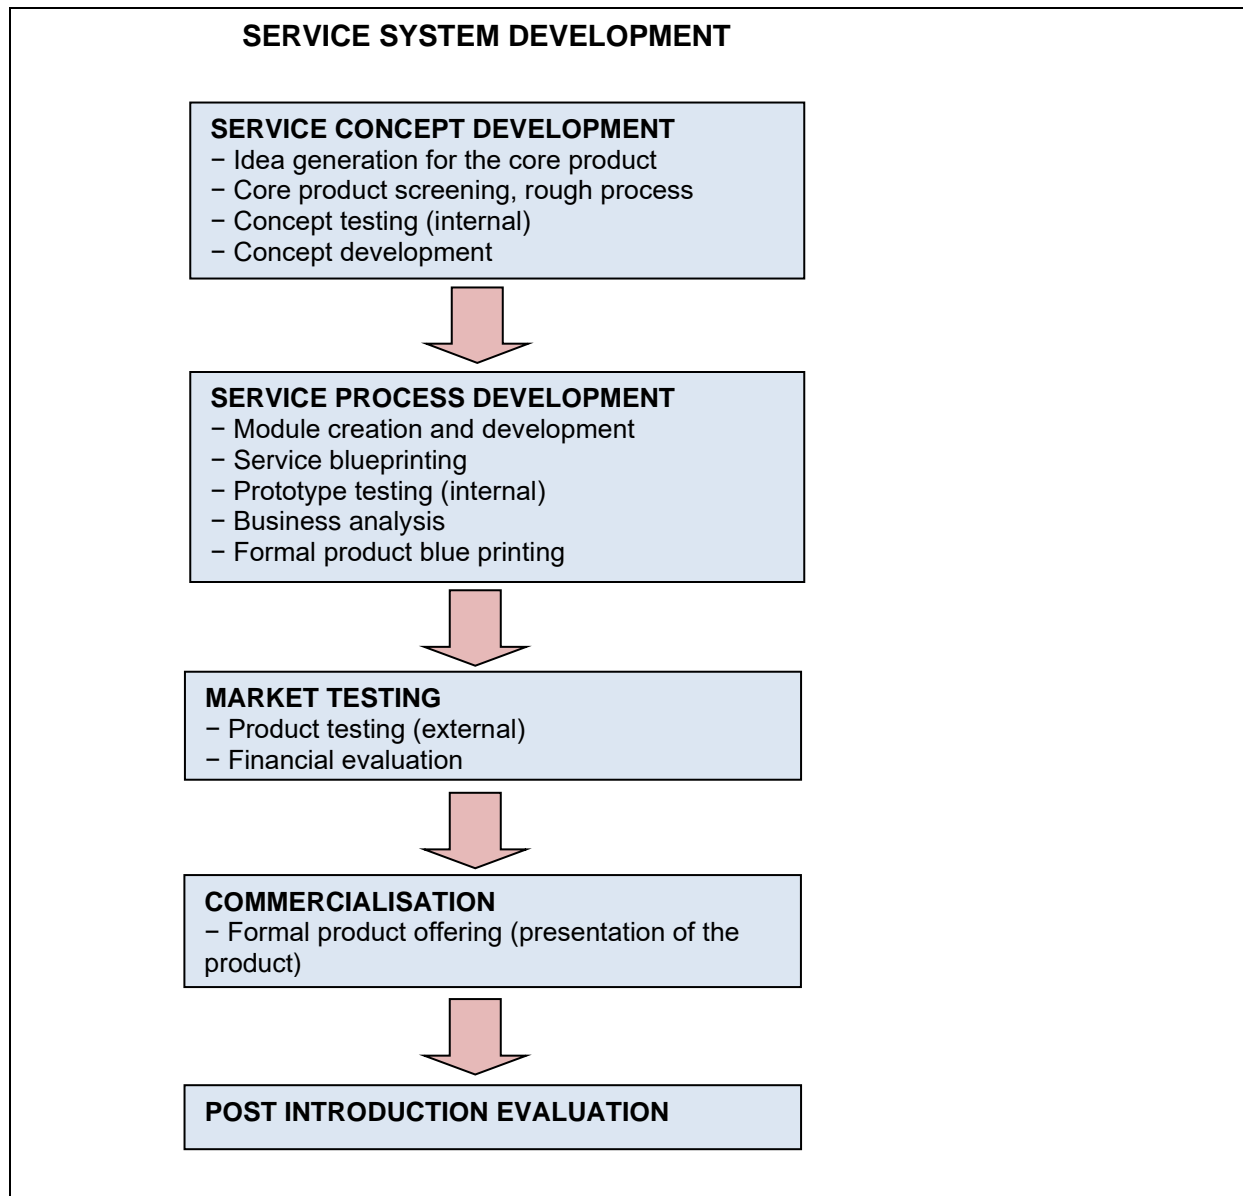 SERVICE SYSTEM DEVELOPMENT
SERVICE CONCEPT DEVELOPMENT
− Idea generation for the core product
− Core product screening, rough process
− Concept testing (internal)
− Concept development
SERVICE PROCESS DEVELOPMENT
− Module creation and development
− Service blueprinting
− Prototype testing (internal)
− Business analysis
− Formal product blue printing
MARKET TESTING
− Product testing (external)
− Financial evaluation
COMMERCIALISATION
− Formal product offering (presentation of the
product)
POST INTRODUCTION EVALUATION